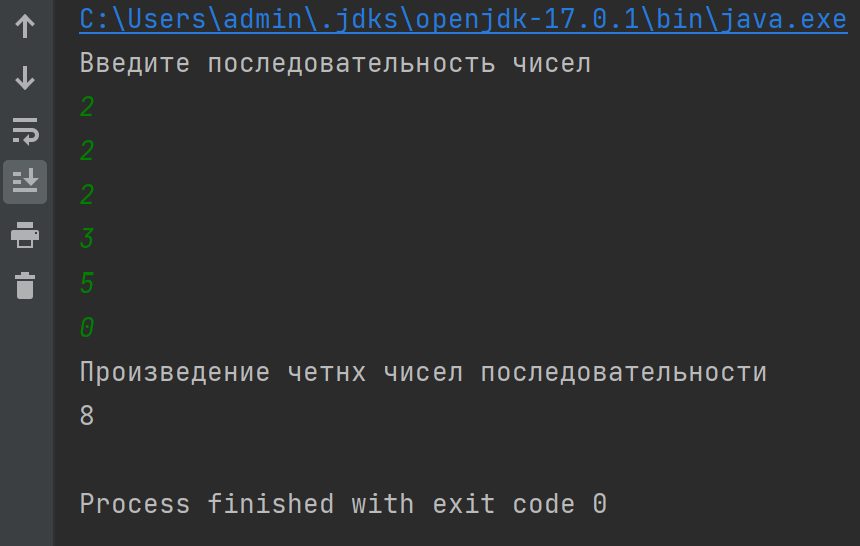 C:\Users\admin\.jdks\openjdk-17.0.1\bin\java.exe
Введите последовательность чисел
2
2
2
3
5
0
Произведение четнх чисел последовательности
8
Process finished with exit code 0